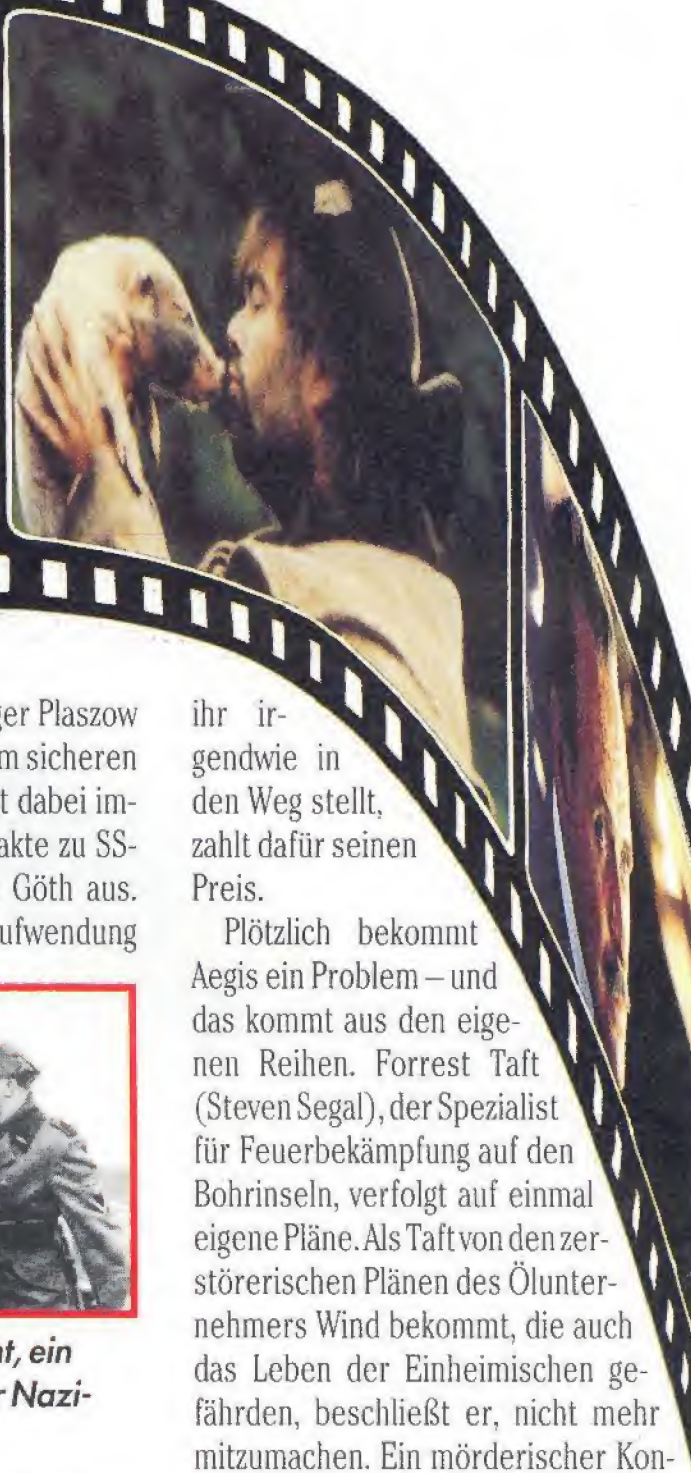 ger Plaszow
m sicheren
t dabei im-
akte zu SS-
Göth aus.
ufwendung
nt, ein
r Nazi-
ihr ir-
gendwie in
den Weg stellt,
zahlt dafür seinen
Preis.
Plötzlich bekommt
Aegis ein Problem – und
das kommt aus den eige-
nen Reihen. Forrest Taft
(Steven Segal), der Spezialist
für Feuerbekämpfung auf den
Bohrinseln, verfolgt auf einmal
eigene Pläne. Als Taft von den zer-
störerischen Plänen des Ölunter-
nehmers Wind bekommt, die auch
das Leben der Einheimischen ge-
fährden, beschließt er, nicht mehr
mitzumachen. Ein mörderischer Kon-